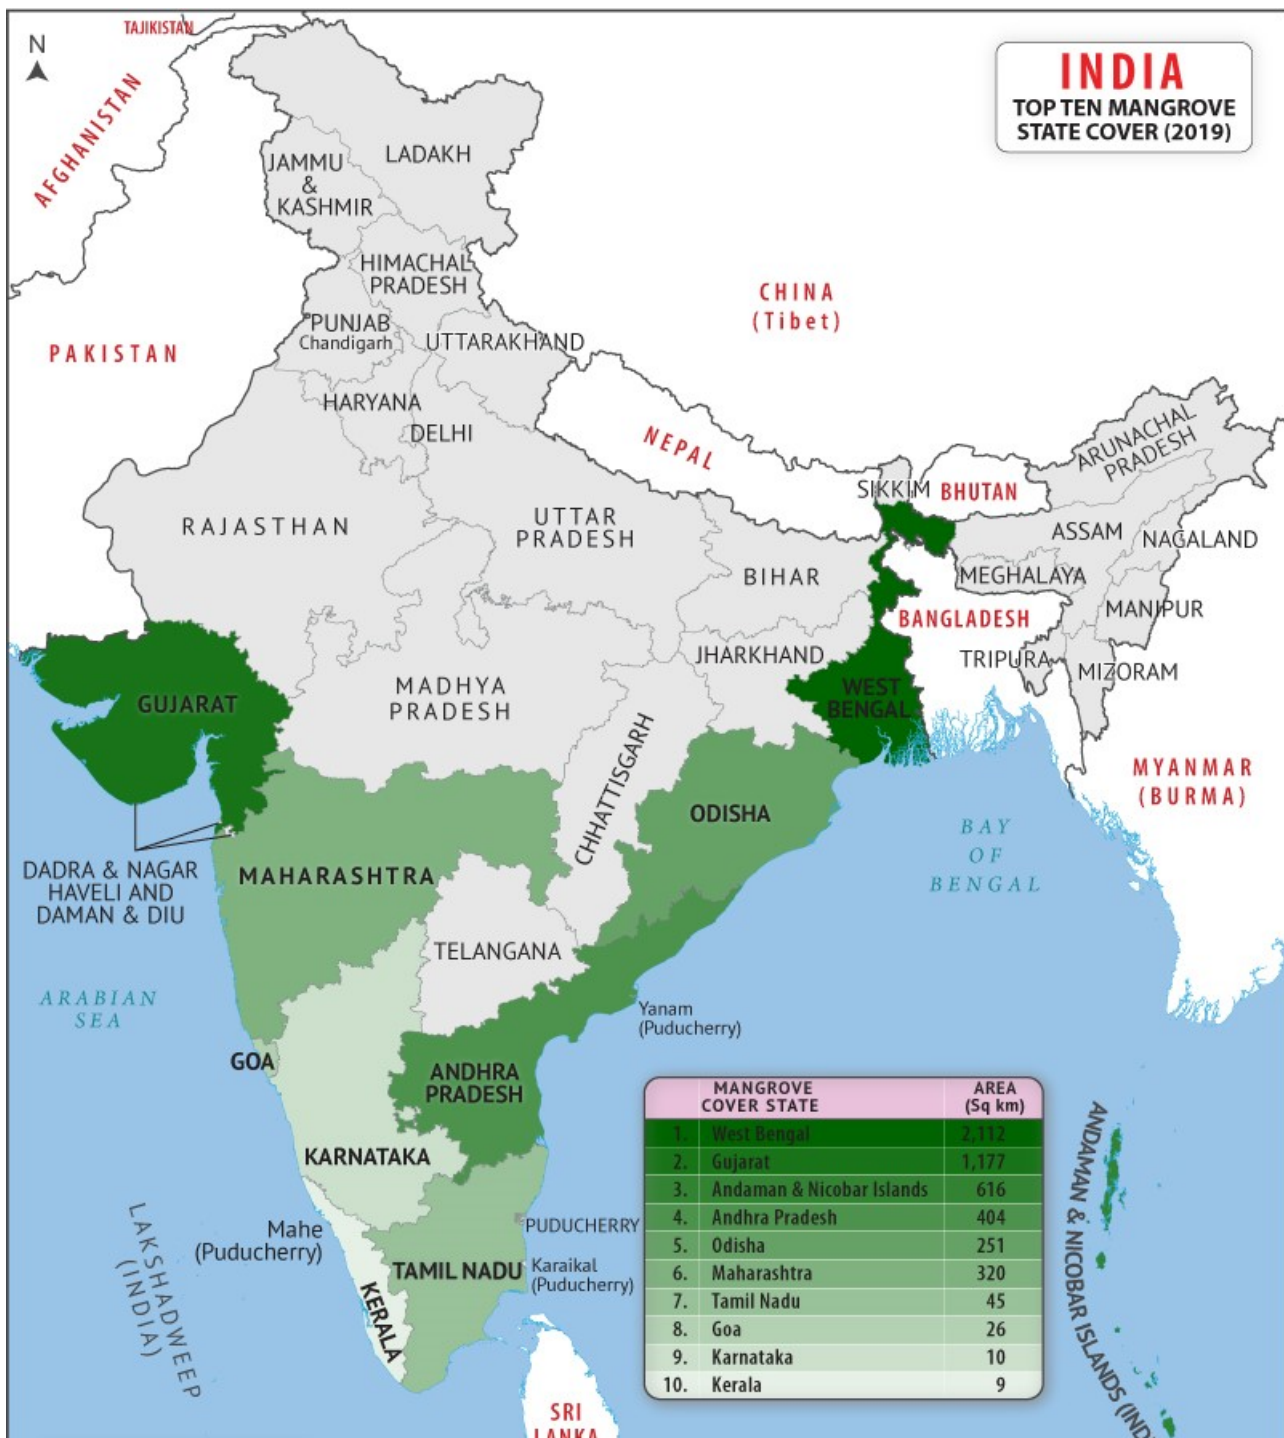 TAJIKISTAN
N
INDIA
TOP TEN MANGROVE
STATE COVER (2019)
AFGHANISTAN
LADAKH
JAMMU
&
KASHMIR
HIMACHAL
PRADESH
CHINA
(Tibet)
PUNJAB
Chandigarh
UTTARAKHAND
PAKISTAN
HARYANA
DELHI
NEPAL
ARUNACHAL
PRADESH
SIKKIM
BHUTAN
RAJASTHAN
UTTAR
PRADESH
ASSAM
NAGALAND
BIHAR
MEGHALAYA
BANGLADESH
MANIPUR
JHARKHAND
TRIPURA
MIZORAM
GUJARAT
MADHYA
PRADESH
WEST
BENGAL
CHHATTISGARH
MYANMAR
(BURMA)
ODISHA
BAY
OF
BENGAL
DADRA & NAGAR
HAVELI AND
DAMAN & DIU
MAHARASHTRA
TELANGANA
ARABIAN
SEA
Yanam
(Puducherry)
GOA
ANDHRA
PRADESH
KARNATAKA
MANGROVE
COVER STATE
AREA
(Sq km)
1. West Bengal 2,112
2. Gujarat 1,177
3. Andaman & Nicobar Islands 616
4. Andhra Pradesh 404
5. Odisha 251
6. Maharashtra 320
7. Tamil Nadu 45
8. Goa 26
9. Karnataka 10
10. Kerala 9
ANDAMAN & NICOBAR ISLANDS (IND
LAKSHADWEEP
(INDIA)
Mahe
(Puducherry)
PUDUCHERRY
TAMIL NADU
Karaikal
(Puducherry)
KERALA
SRI
LANKA